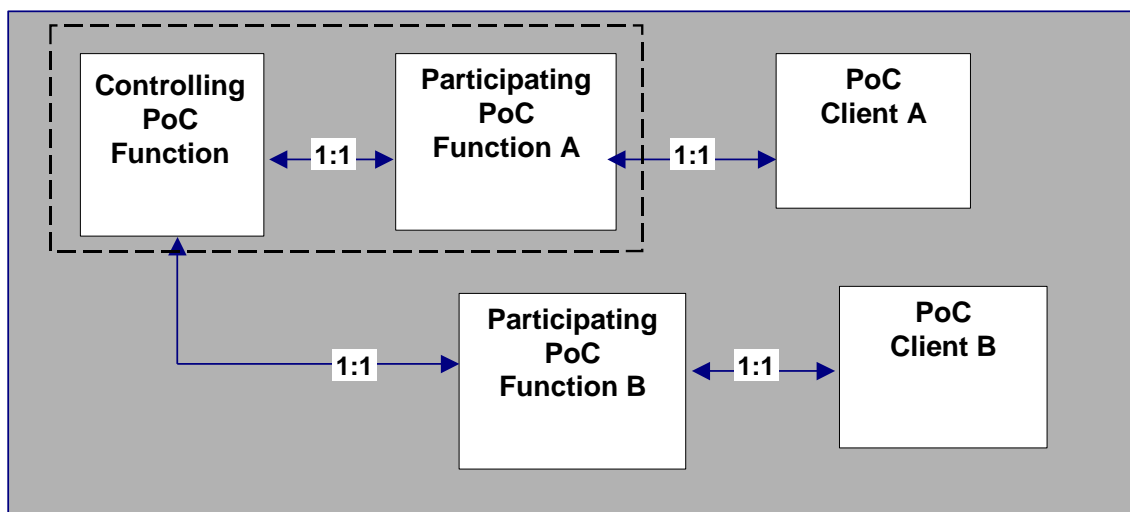 Controlling
PoC
Function
1:1
Participating
PoC
Function A
1:1
PoC
Client A
1:1
Participating
PoC
Function B
1:1
PoC
Client B